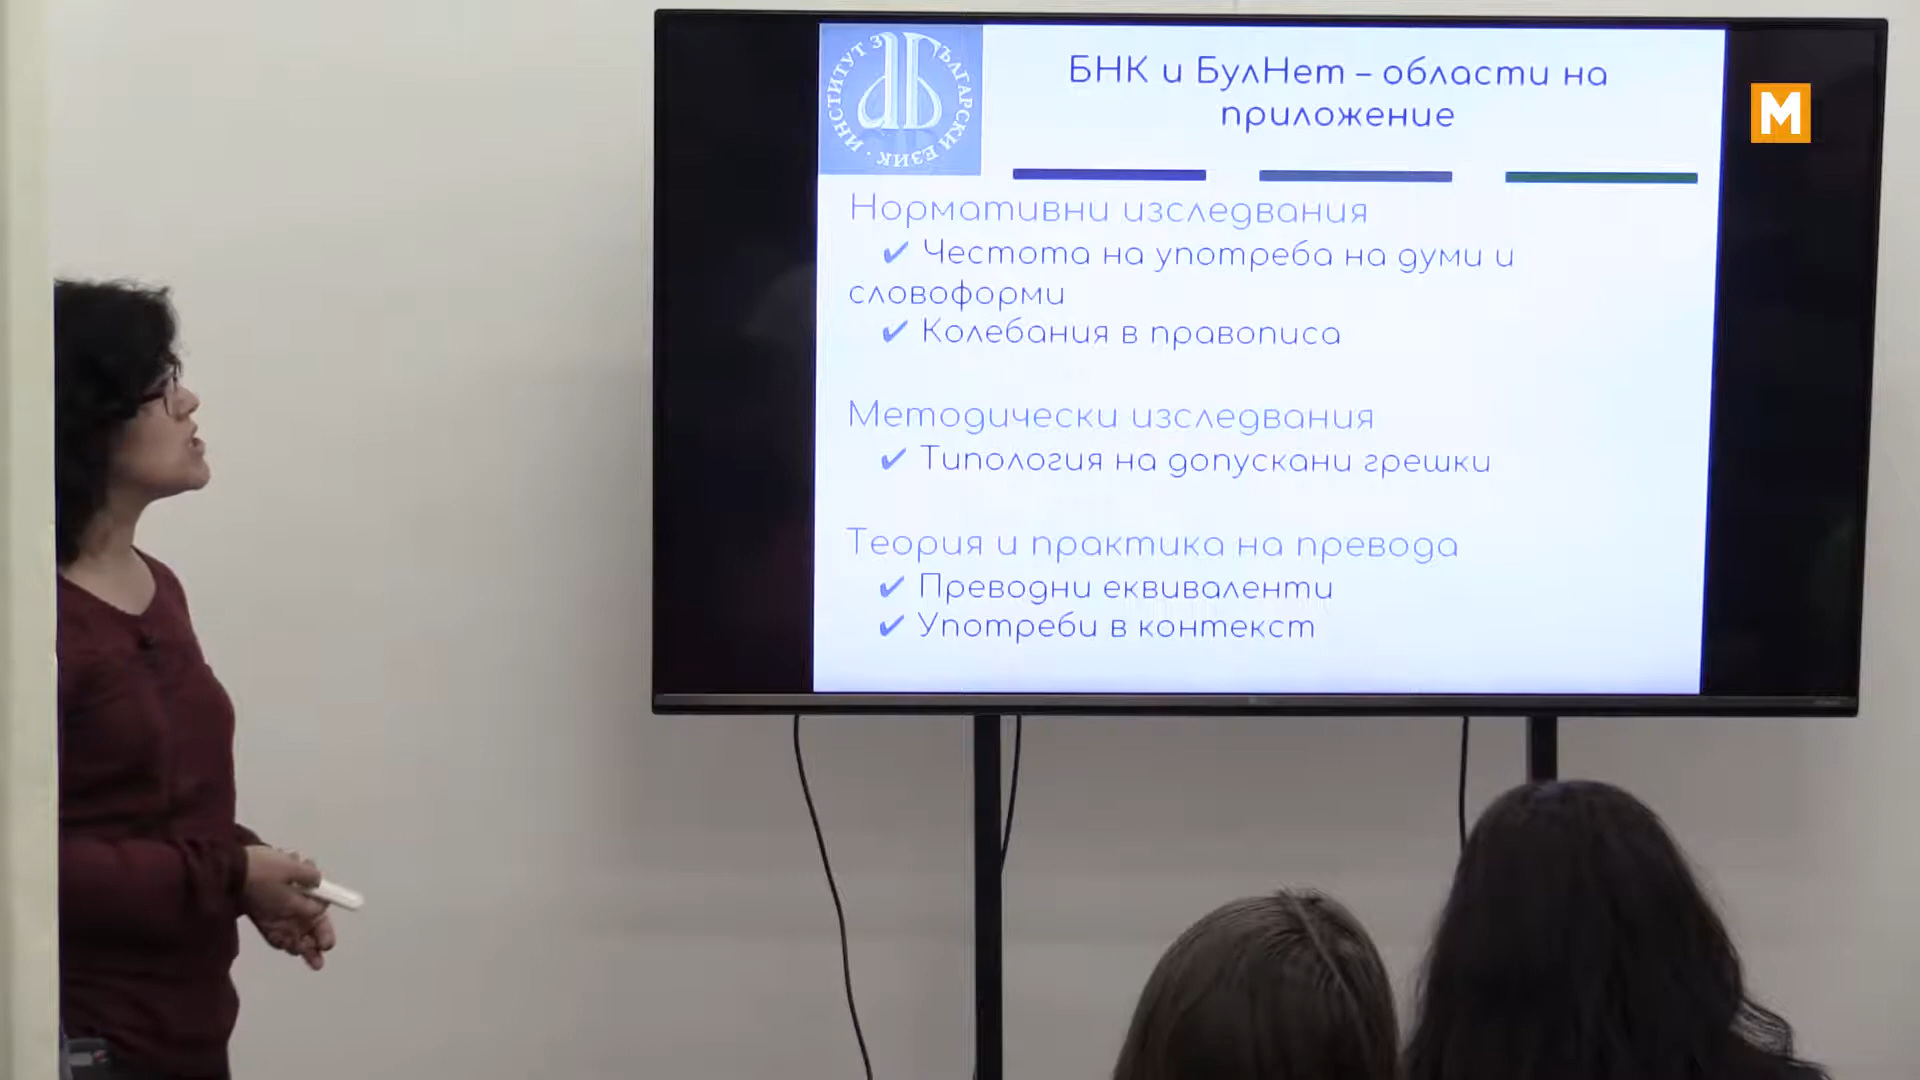 ИНСТИТУТ ЗА БЪЛГАРСКИ ЕЗИК
БНК и БулНет – области на
приложение
M
Нормативни изследвания
✔ Честота на употреба на думи и
словоформи
✔ Колебания в правописа
Методически изследвания
✔ Типология на допускани грешки
Теория и практика на превода
✔ Преводни еквиваленти
✔ Употреби в контекст